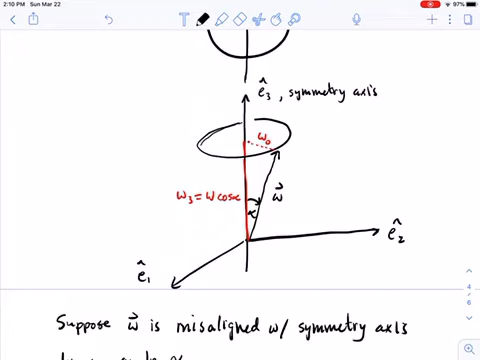 2:10 PM Sun Mar 22
97%
ê₃, symmetry axis
ω₀
ω₃ = ω cosα
α
ω⃗
ê₂
ê₁
4
6
Suppose ω⃗ is misaligned w/ symmetry axis